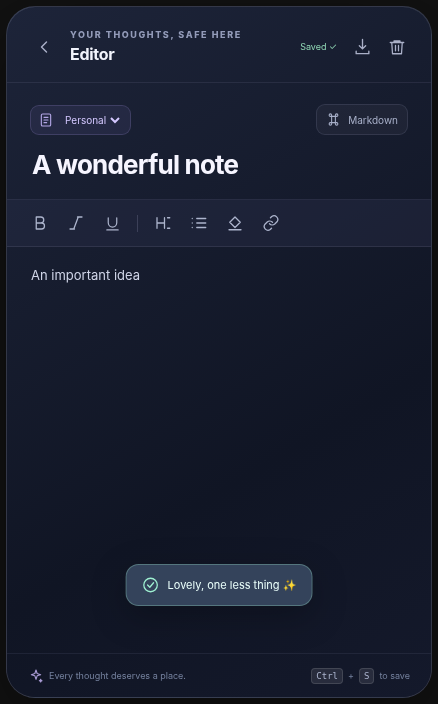 YOUR THOUGHTS, SAFE HERE
Editor
Saved ✓
Personal
Markdown
A wonderful note
B I U H
An important idea
Lovely, one less thing ✨
Every thought deserves a place.
Ctrl + S to save